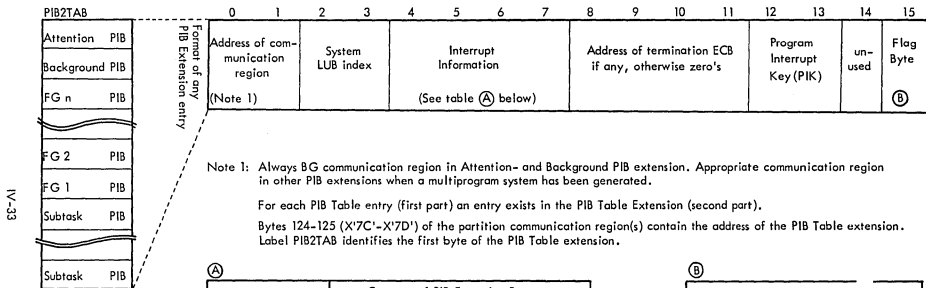 PIB2TAB
Attention PIB
Background PIB
FG n PIB
FG 2 PIB
FG 1 PIB
Subtask PIB
Subtask PIB
Format of any
PIB Extension entry
0 1 2 3 4 5 6 7 8 9 10 11 12 13 14 15
Address of com-
munication
region
(Note 1)
System
LUB index
Interrupt
Information
(See table A below)
Address of termination ECB
if any, otherwise zero's
Program
Interrupt
Key (PIK)
un-
used
Flag
Byte
B
Note 1: Always BG communication region in Attention- and Background PIB extension. Appropriate communication region
in other PIB extensions when a multiprogram system has been generated.
For each PIB Table entry (first part) an entry exists in the PIB Table Extension (second part).
Bytes 124-125 (X'7C'-X'7D') of the partition communication region(s) contain the address of the PIB Table extension.
Label PIB2TAB identifies the first byte of the PIB Table extension.
IV-33
A
B